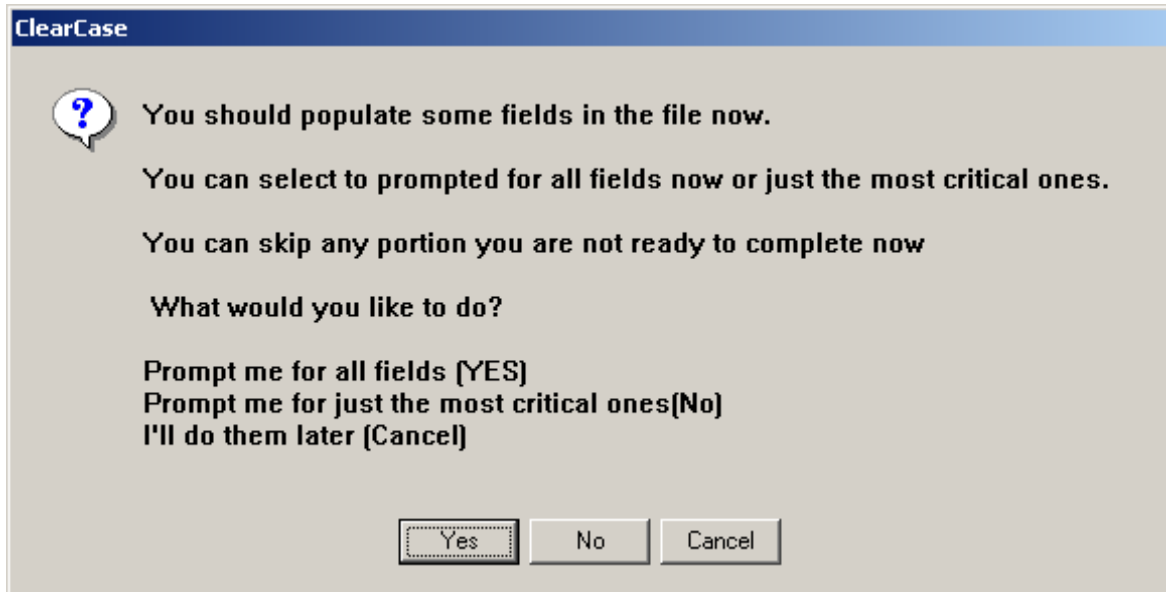 ClearCase
?
You should populate some fields in the file now.
You can select to prompted for all fields now or just the most critical ones.
You can skip any portion you are not ready to complete now
What would you like to do?
Prompt me for all fields (YES)
Prompt me for just the most critical ones(No)
I'll do them later (Cancel)
Yes No Cancel